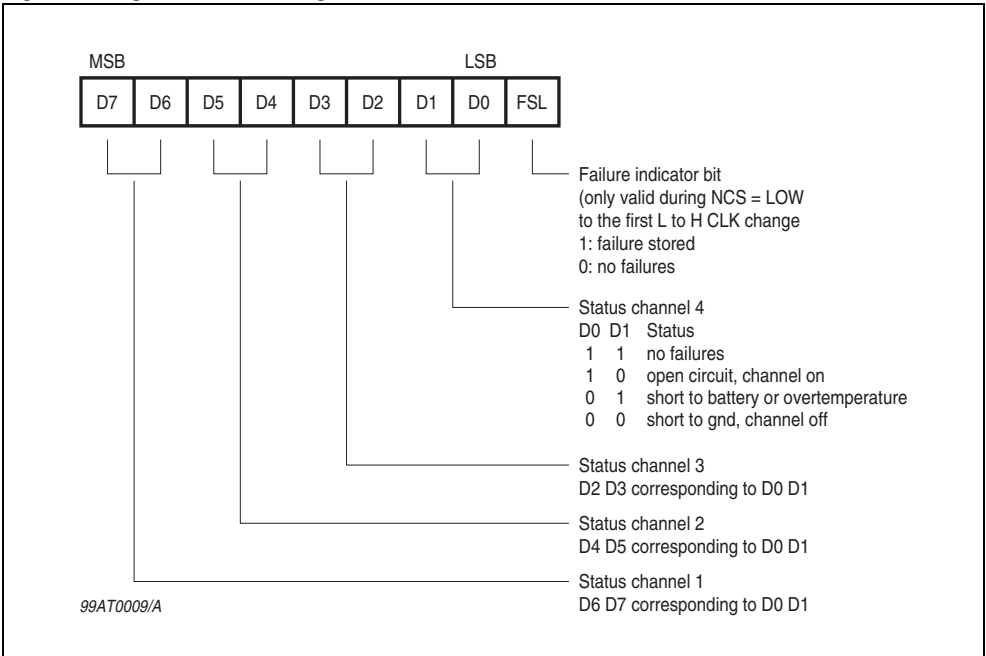 MSB LSB
D7 D6 D5 D4 D3 D2 D1 D0 FSL
Failure indicator bit
(only valid during NCS = LOW
to the first L to H CLK change
1: failure stored
0: no failures
Status channel 4
D0 D1 Status
1 1 no failures
1 0 open circuit, channel on
0 1 short to battery or overtemperature
0 0 short to gnd, channel off
Status channel 3
D2 D3 corresponding to D0 D1
Status channel 2
D4 D5 corresponding to D0 D1
Status channel 1
D6 D7 corresponding to D0 D1
99AT0009/A